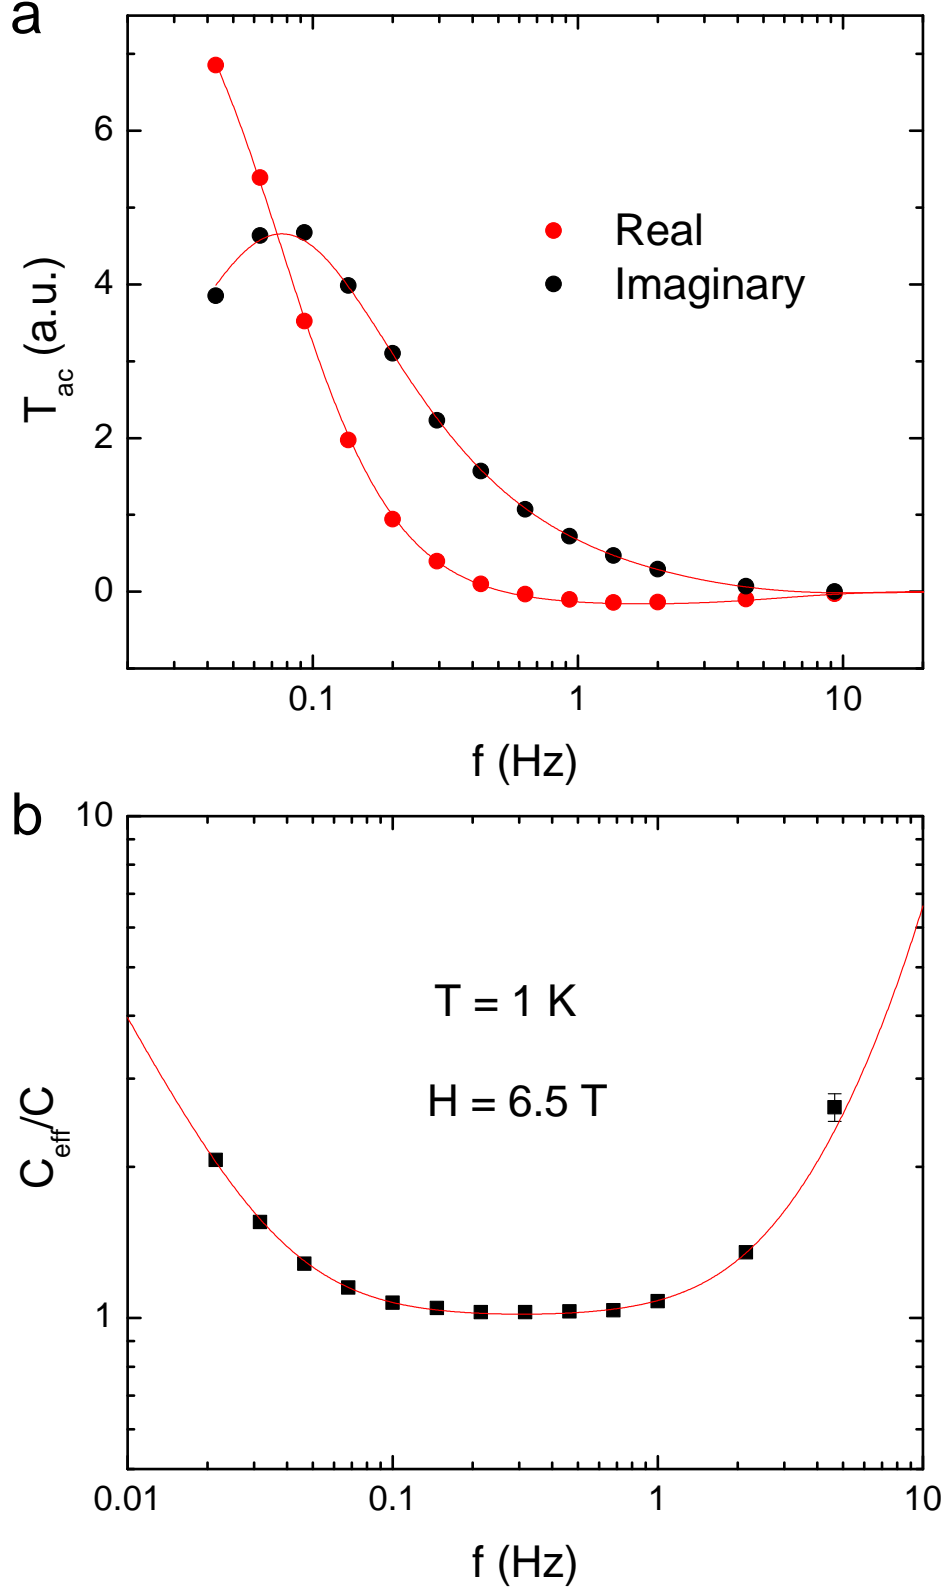 a
6
4
2
0
T_ac (a.u.)
Real
Imaginary
0.1
1
10
f (Hz)
b
10
1
C_eff/C
T = 1 K
H = 6.5 T
0.01
0.1
1
10
f (Hz)